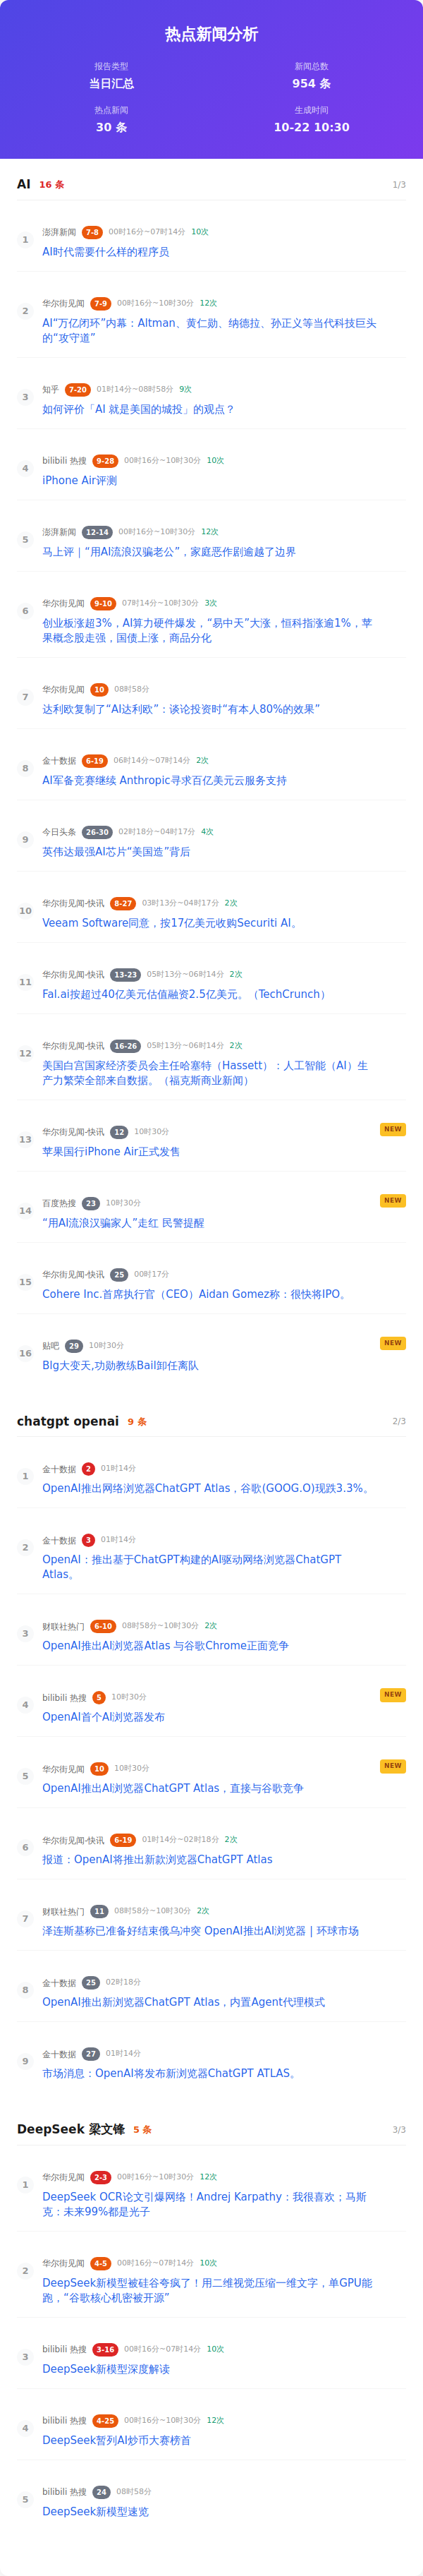 热点新闻分析
报告类型 新闻总数
当日汇总 954 条
热点新闻 生成时间
30 条 10-22 10:30
AI 16 条 1/3
1
澎湃新闻 7-8 00时16分~07时14分 10次
AI时代需要什么样的程序员
2
华尔街见闻 7-9 00时16分~10时30分 12次
AI“万亿闭环”内幕：Altman、黄仁勋、纳德拉、孙正义等当代科技巨头
的“攻守道”
3
知乎 7-20 01时14分~08时58分 9次
如何评价「AI 就是美国的城投」的观点？
4
bilibili 热搜 9-28 00时16分~10时30分 10次
iPhone Air评测
5
澎湃新闻 12-14 00时16分~10时30分 12次
马上评｜“用AI流浪汉骗老公”，家庭恶作剧逾越了边界
6
华尔街见闻 9-10 07时14分~10时30分 3次
创业板涨超3%，AI算力硬件爆发，“易中天”大涨，恒科指涨逾1%，苹
果概念股走强，国债上涨，商品分化
7
华尔街见闻 10 08时58分
达利欧复制了“AI达利欧”：谈论投资时“有本人80%的效果”
8
金十数据 6-19 06时14分~07时14分 2次
AI军备竞赛继续 Anthropic寻求百亿美元云服务支持
9
今日头条 26-30 02时18分~04时17分 4次
英伟达最强AI芯片“美国造”背后
10
华尔街见闻-快讯 8-27 03时13分~04时17分 2次
Veeam Software同意，按17亿美元收购Securiti AI。
11
华尔街见闻-快讯 13-23 05时13分~06时14分 2次
Fal.ai按超过40亿美元估值融资2.5亿美元。（TechCrunch）
12
华尔街见闻-快讯 16-26 05时13分~06时14分 2次
美国白宫国家经济委员会主任哈塞特（Hassett）：人工智能（AI）生
产力繁荣全部来自数据。（福克斯商业新闻）
13
华尔街见闻-快讯 12 10时30分 NEW
苹果国行iPhone Air正式发售
14
百度热搜 23 10时30分 NEW
“用AI流浪汉骗家人”走红 民警提醒
15
华尔街见闻-快讯 25 00时17分
Cohere Inc.首席执行官（CEO）Aidan Gomez称：很快将IPO。
16
贴吧 29 10时30分 NEW
Blg大变天,功勋教练Bail卸任离队
chatgpt openai 9 条 2/3
1
金十数据 2 01时14分
OpenAI推出网络浏览器ChatGPT Atlas，谷歌(GOOG.O)现跌3.3%。
2
金十数据 3 01时14分
OpenAI：推出基于ChatGPT构建的AI驱动网络浏览器ChatGPT
Atlas。
3
财联社热门 6-10 08时58分~10时30分 2次
OpenAI推出AI浏览器Atlas 与谷歌Chrome正面竞争
4
bilibili 热搜 5 10时30分 NEW
OpenAI首个AI浏览器发布
5
华尔街见闻 10 10时30分 NEW
OpenAI推出AI浏览器ChatGPT Atlas，直接与谷歌竞争
6
华尔街见闻-快讯 6-19 01时14分~02时18分 2次
报道：OpenAI将推出新款浏览器ChatGPT Atlas
7
财联社热门 11 08时58分~10时30分 2次
泽连斯基称已准备好结束俄乌冲突 OpenAI推出AI浏览器 | 环球市场
8
金十数据 25 02时18分
OpenAI推出新浏览器ChatGPT Atlas，内置Agent代理模式
9
金十数据 27 01时14分
市场消息：OpenAI将发布新浏览器ChatGPT ATLAS。
DeepSeek 梁文锋 5 条 3/3
1
华尔街见闻 2-3 00时16分~10时30分 12次
DeepSeek OCR论文引爆网络！Andrej Karpathy：我很喜欢；马斯
克：未来99%都是光子
2
华尔街见闻 4-5 00时16分~07时14分 10次
DeepSeek新模型被硅谷夸疯了！用二维视觉压缩一维文字，单GPU能
跑，“谷歌核心机密被开源”
3
bilibili 热搜 3-16 00时16分~07时14分 10次
DeepSeek新模型深度解读
4
bilibili 热搜 4-25 00时16分~10时30分 12次
DeepSeek暂列AI炒币大赛榜首
5
bilibili 热搜 24 08时58分
DeepSeek新模型速览